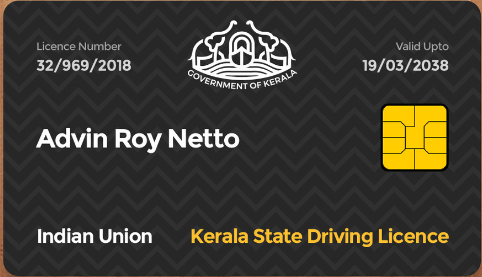 Licence Number
32/969/2018
GOVERNMENT OF KERALA
Valid Upto
19/03/2038
Advin Roy Netto
Indian Union
Kerala State Driving Licence